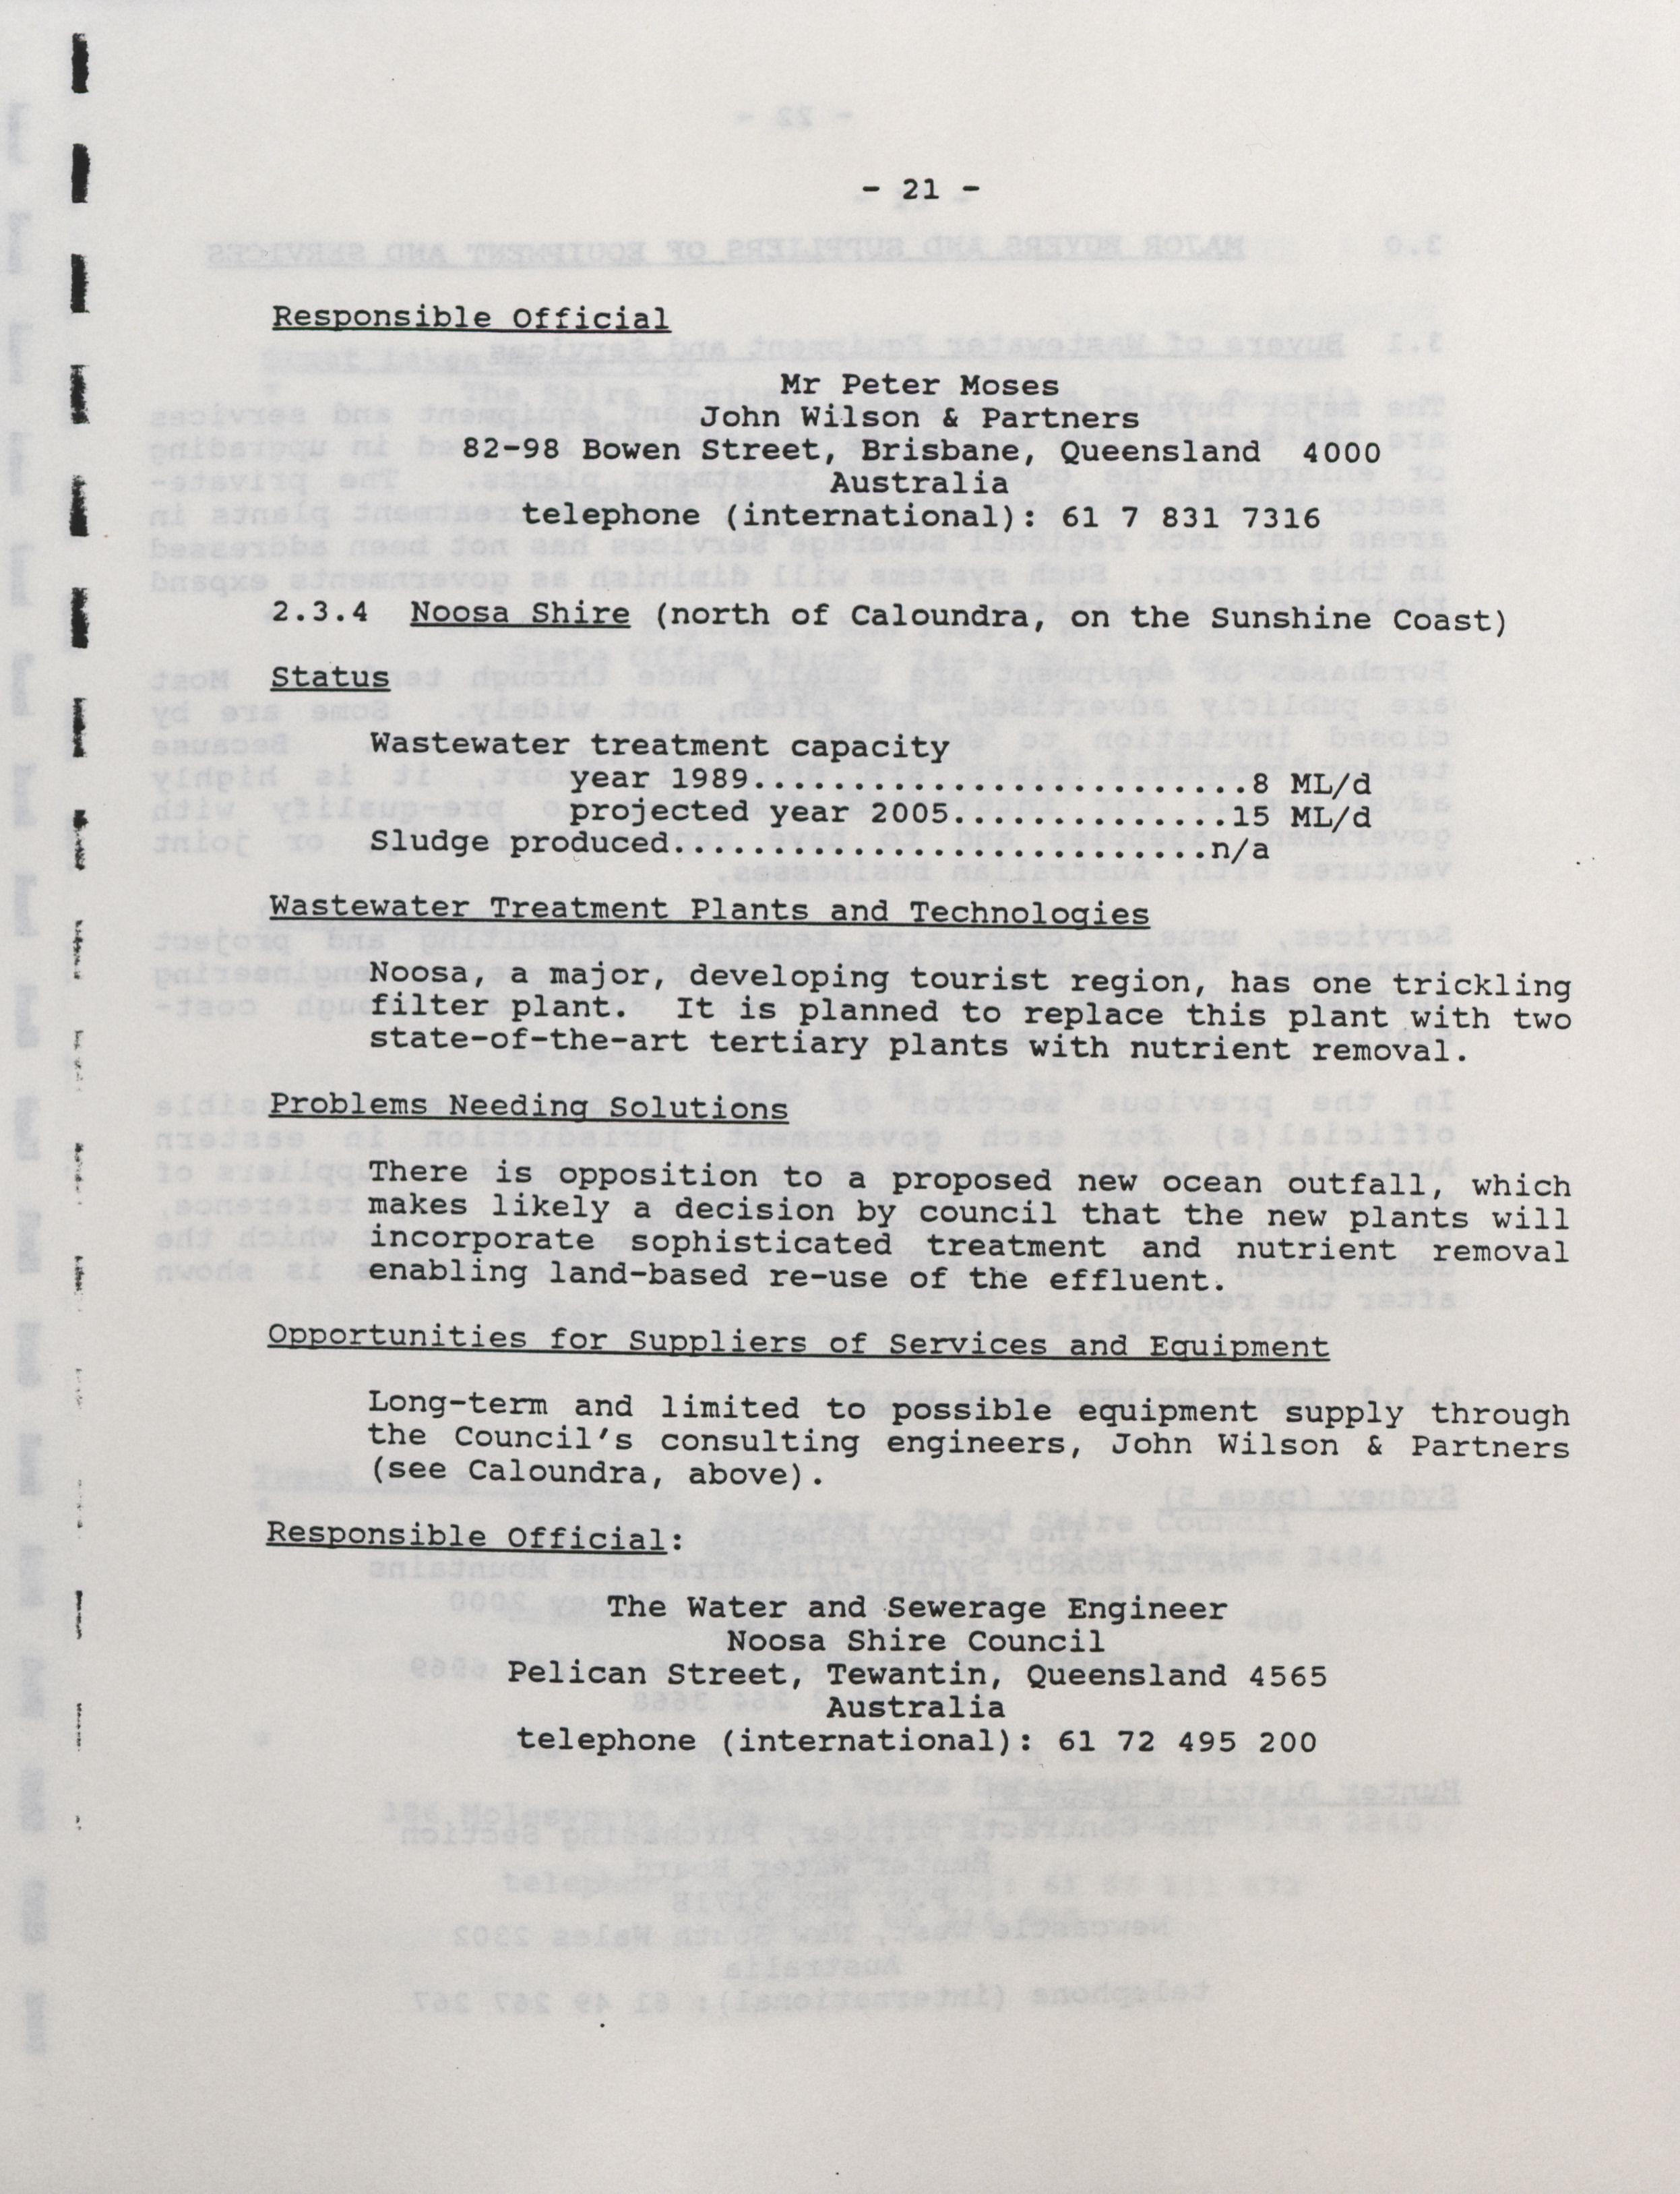 - 21 -
Responsible Official
Mr Peter Moses
John Wilson & Partners
82-98 Bowen Street, Brisbane, Queensland 4000
Australia
telephone (international): 61 7 831 7316
2.3.4 Noosa Shire (north of Caloundra, on the Sunshine Coast)
Status
Wastewater treatment capacity
year 1989.........................8 ML/d
projected year 2005..............15 ML/d
Sludge produced...........................n/a
Wastewater Treatment Plants and Technologies
Noosa, a major, developing tourist region, has one trickling
filter plant. It is planned to replace this plant with two
state-of-the-art tertiary plants with nutrient removal.
Problems Needing Solutions
There is opposition to a proposed new ocean outfall, which
makes likely a decision by council that the new plants will
incorporate sophisticated treatment and nutrient removal
enabling land-based re-use of the effluent.
Opportunities for Suppliers of Services and Equipment
Long-term and limited to possible equipment supply through
the Council's consulting engineers, John Wilson & Partners
(see Caloundra, above).
Responsible Official:
The Water and Sewerage Engineer
Noosa Shire Council
Pelican Street, Tewantin, Queensland 4565
Australia
telephone (international): 61 72 495 200